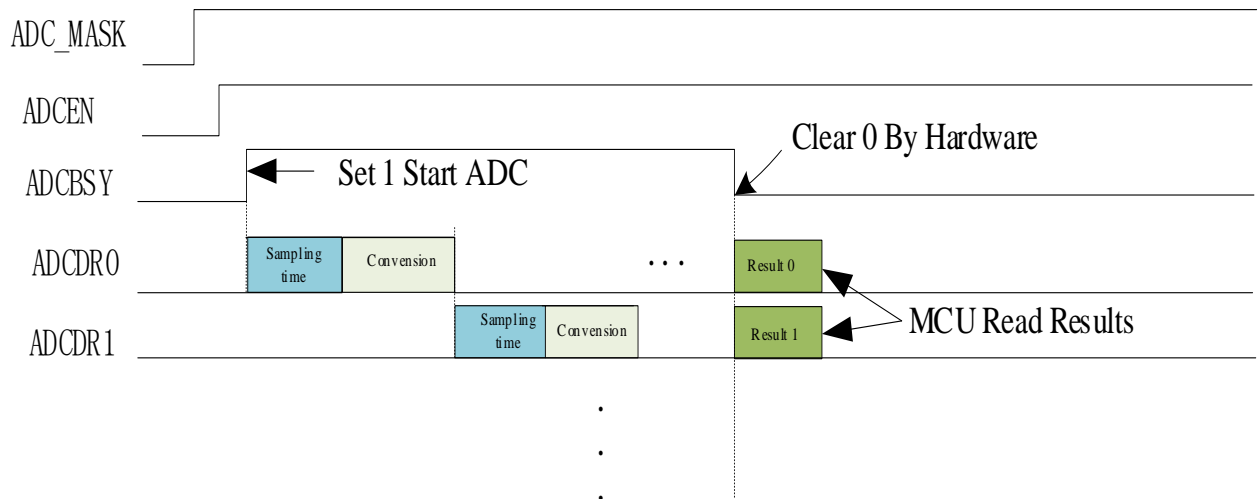 ADC_MASK
ADCEN
Clear 0 By Hardware
ADCBSY
Set 1 Start ADC
ADCDR0
Sampling
time
Convension
. . .
Result 0
MCU Read Results
ADCDR1
Sampling
time
Convension
Result 1
.
.
.